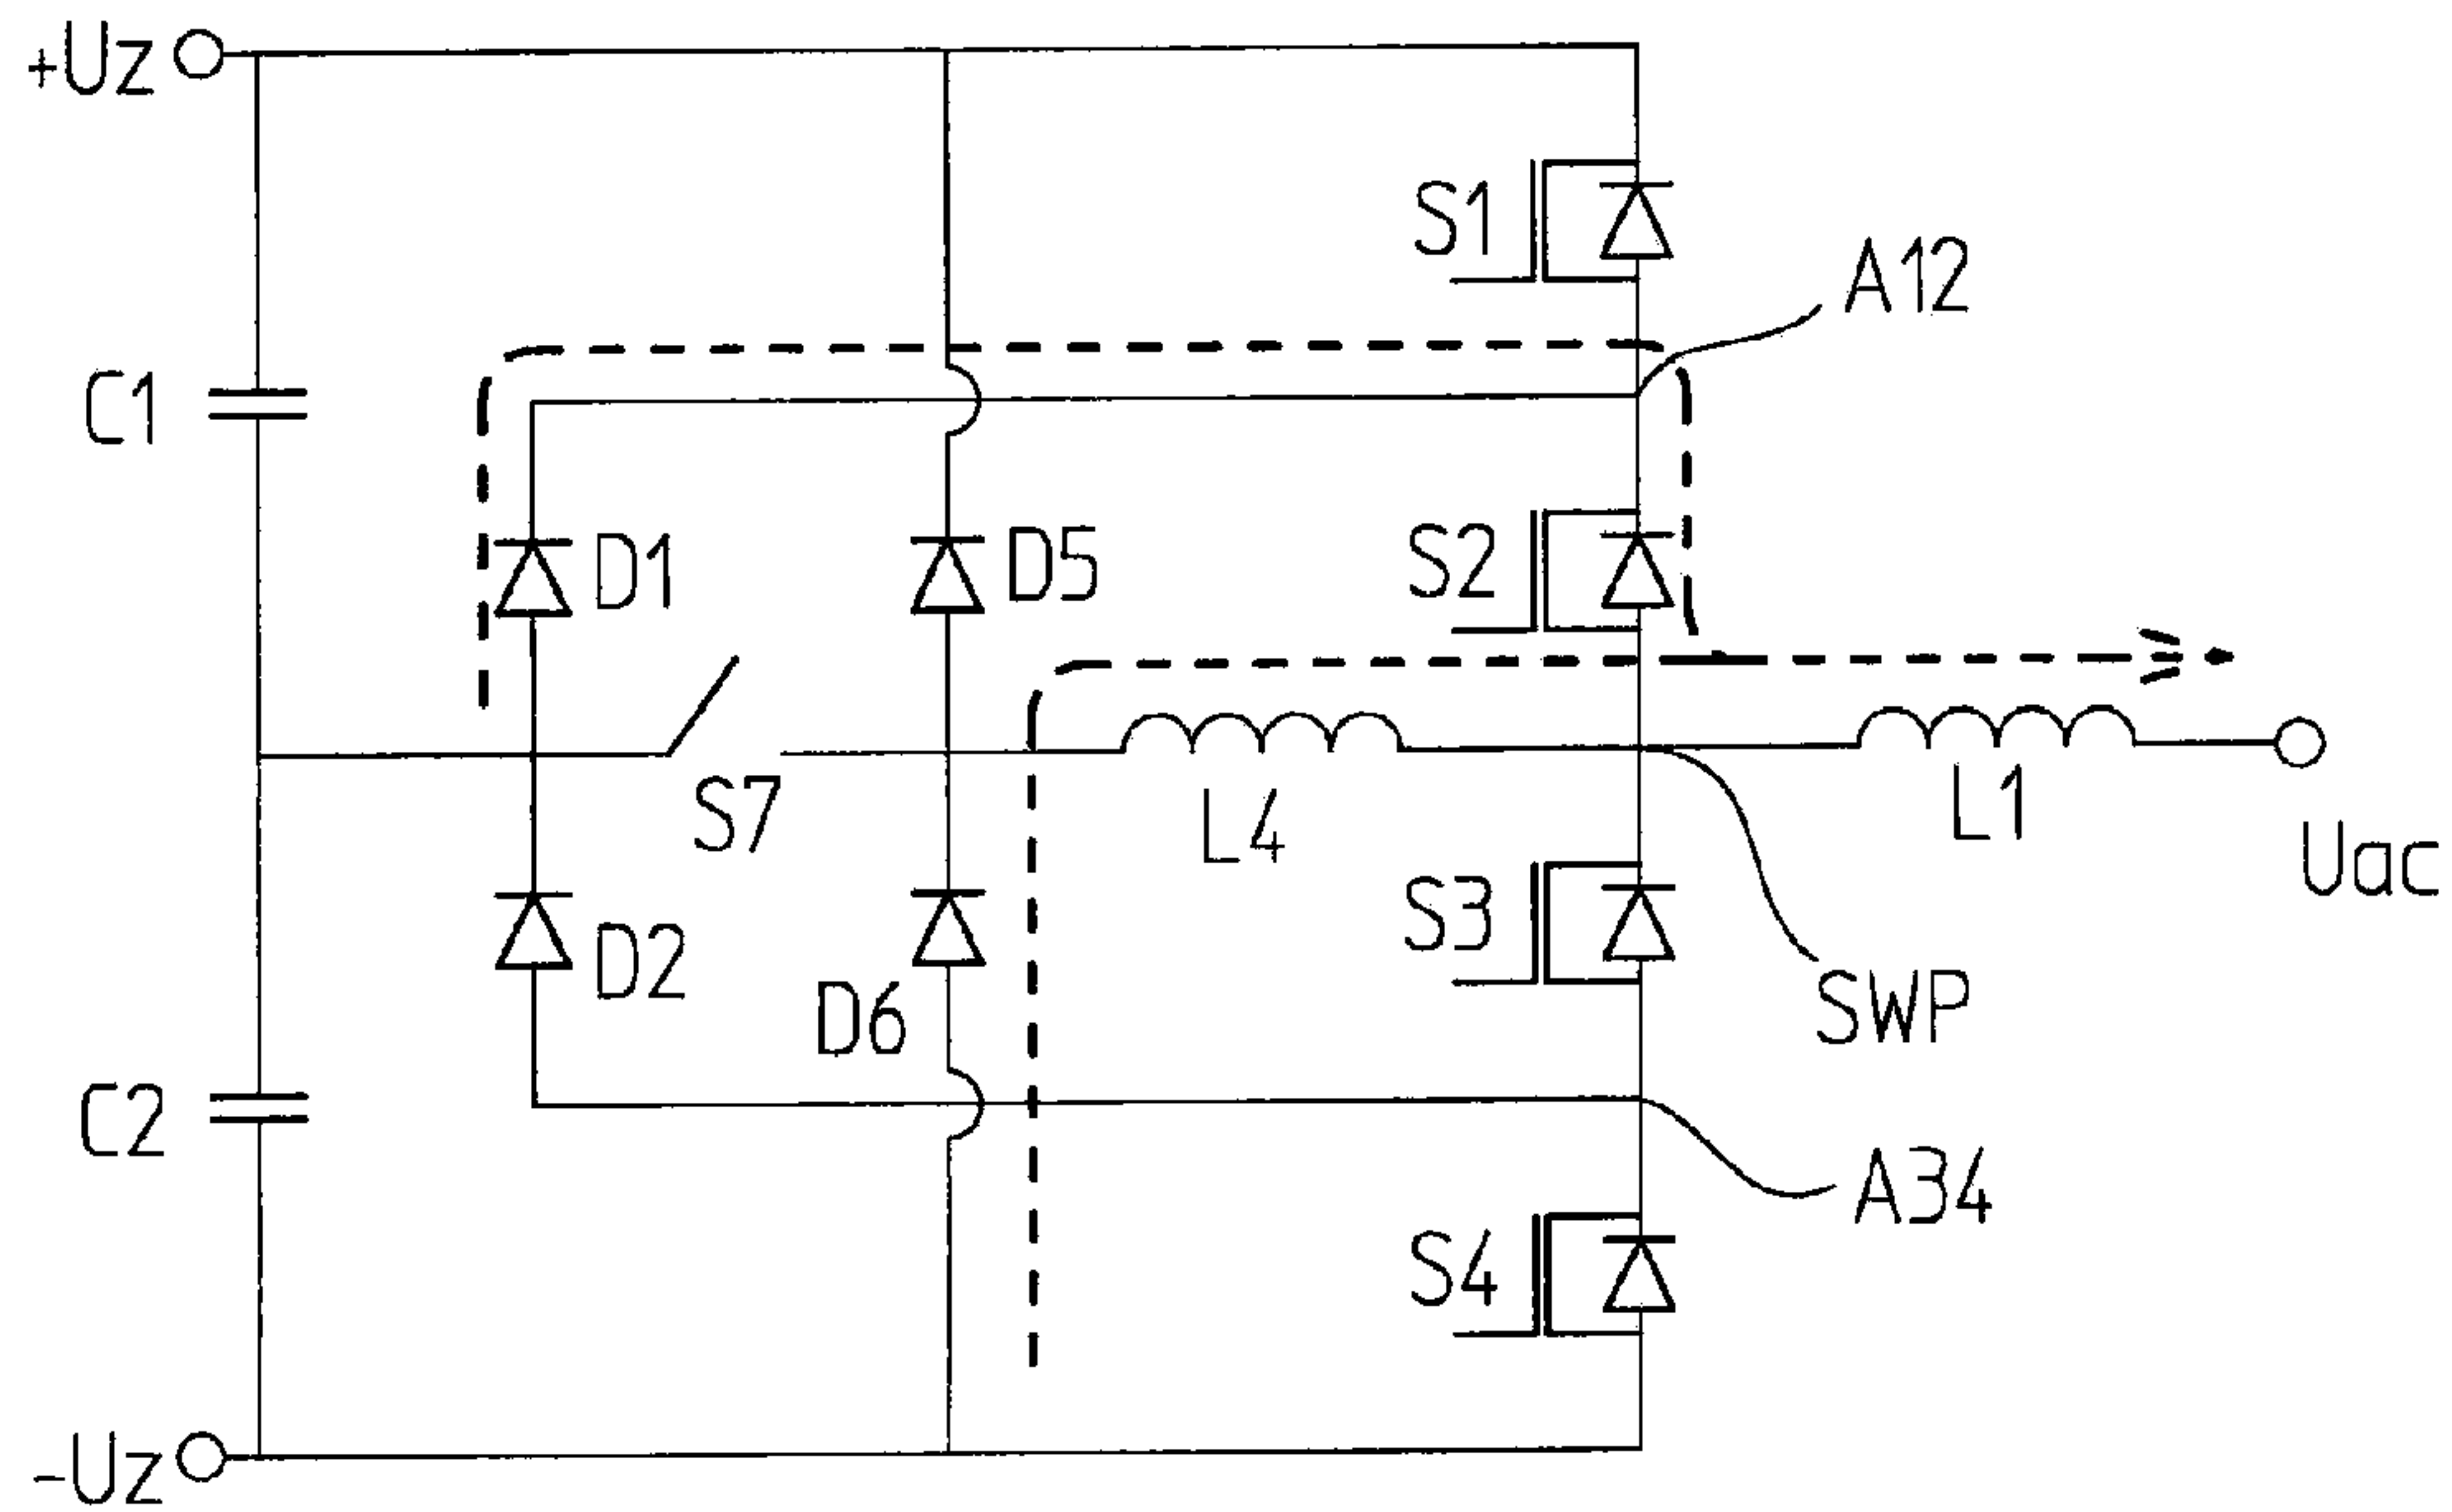 +Uz
S1
A12
C1
D1
D5
S2
S7
L4
L1
Uac
S3
D2
D6
SWP
C2
A34
S4
-Uz